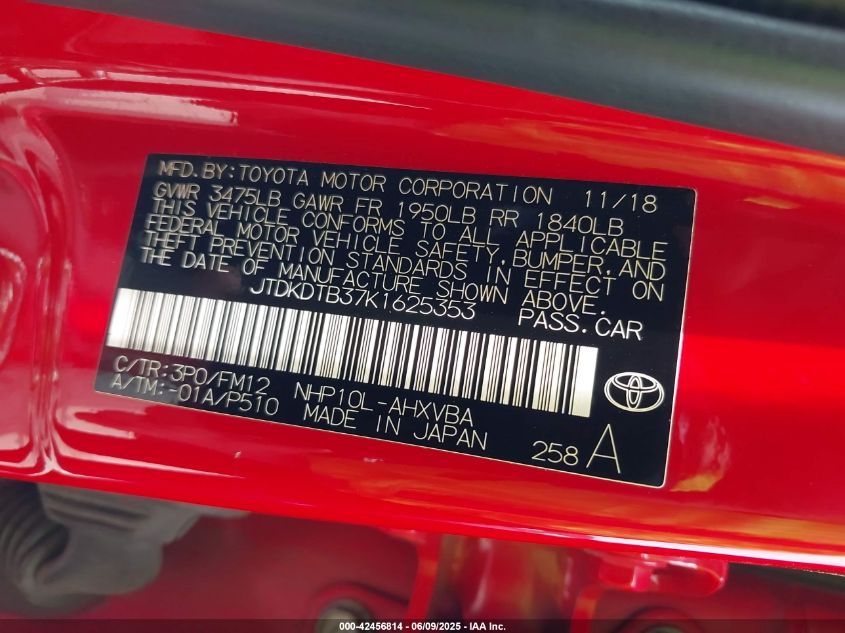 MFD.BY:TOYOTA MOTOR CORPORATION 11/18
GVWR 3475LB GAWR FR 1950LB RR 1840LB
THIS VEHICLE CONFORMS TO ALL APPLICABLE
FEDERAL MOTOR VEHICLE SAFETY,BUMPER,AND
THEFT PREVENTION STANDARDS IN EFFECT ON
THE DATE OF MANUFACTURE SHOWN ABOVE.
JTDKDTB37K1625353 PASS.CAR
C/TR:3P0/FM12 NHP10L-AHXVBA
A/TM:-01A/P510 MADE IN JAPAN 258 A
000-42456814 - 06/09/2025 - IAA Inc.